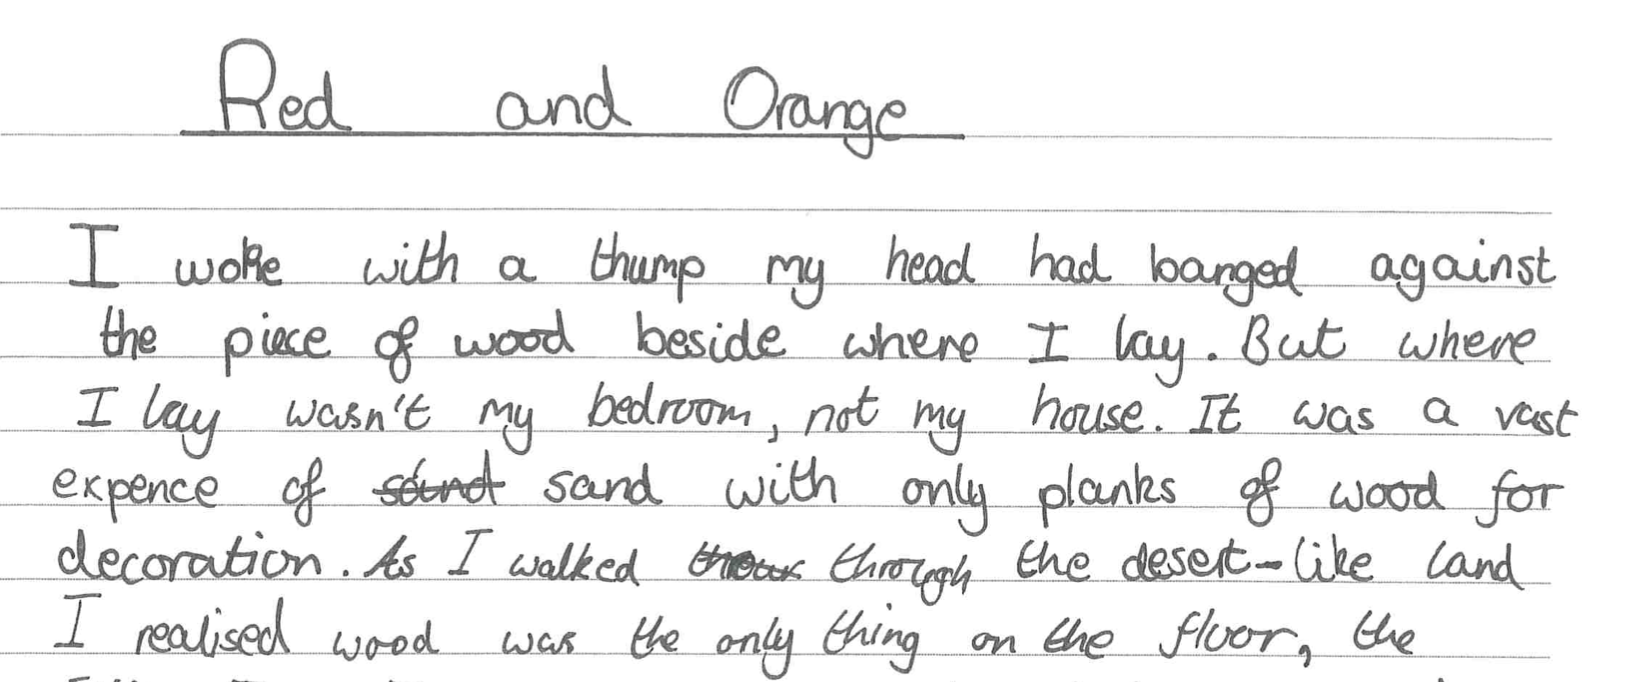 Red and Orange
I woke with a thump my head had banged against
the piece of wood beside where I lay. But where
I lay wasn't my bedroom, not my house. It was a vast
expence of sand with only planks of wood for
decoration. As I walked through the desert-like land
I realised wood was the only thing on the floor, the